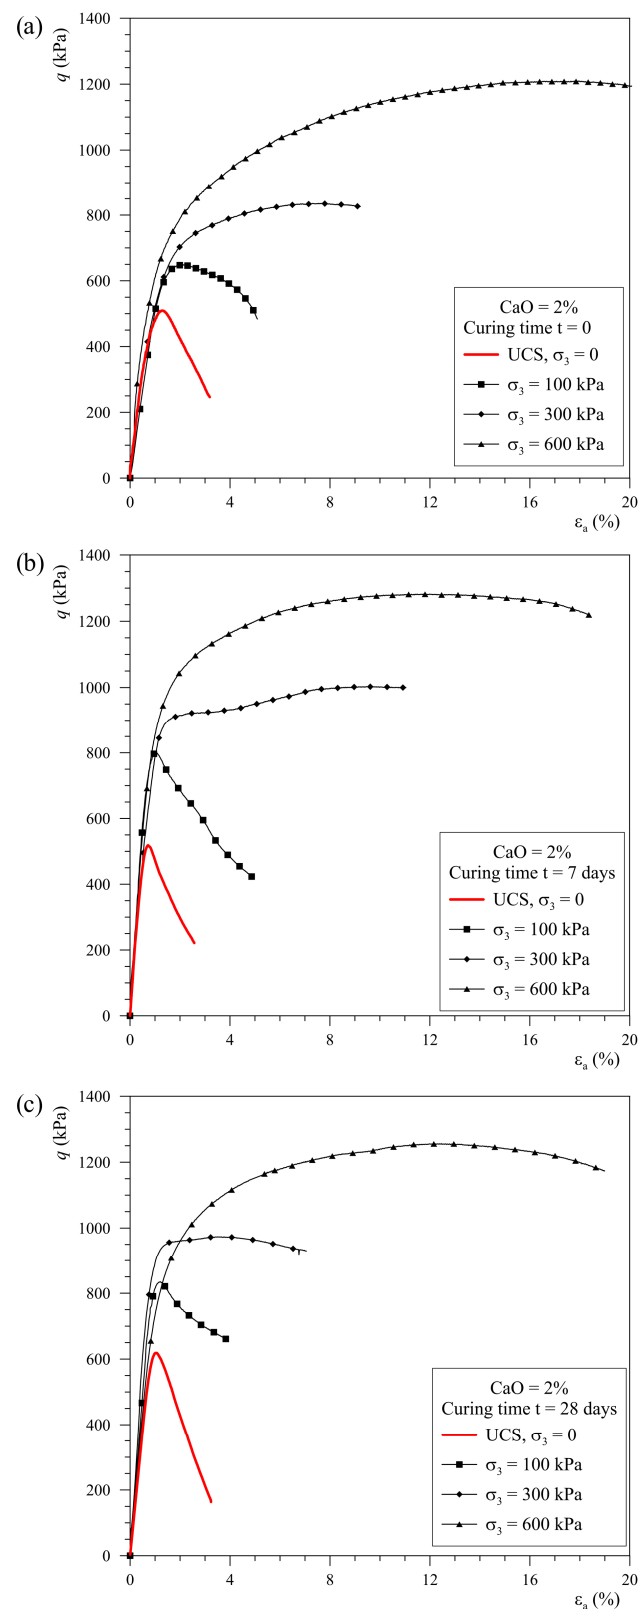 (a)
q (kPa)
1400
1200
1000
800
600
400
200
0
0 4 8 12 16 20
εa (%)
CaO = 2%
Curing time t = 0
UCS, σ3 = 0
σ3 = 100 kPa
σ3 = 300 kPa
σ3 = 600 kPa
(b)
q (kPa)
1400
1200
1000
800
600
400
200
0
0 4 8 12 16 20
εa (%)
CaO = 2%
Curing time t = 7 days
UCS, σ3 = 0
σ3 = 100 kPa
σ3 = 300 kPa
σ3 = 600 kPa
(c)
q (kPa)
1400
1200
1000
800
600
400
200
0
0 4 8 12 16 20
εa (%)
CaO = 2%
Curing time t = 28 days
UCS, σ3 = 0
σ3 = 100 kPa
σ3 = 300 kPa
σ3 = 600 kPa